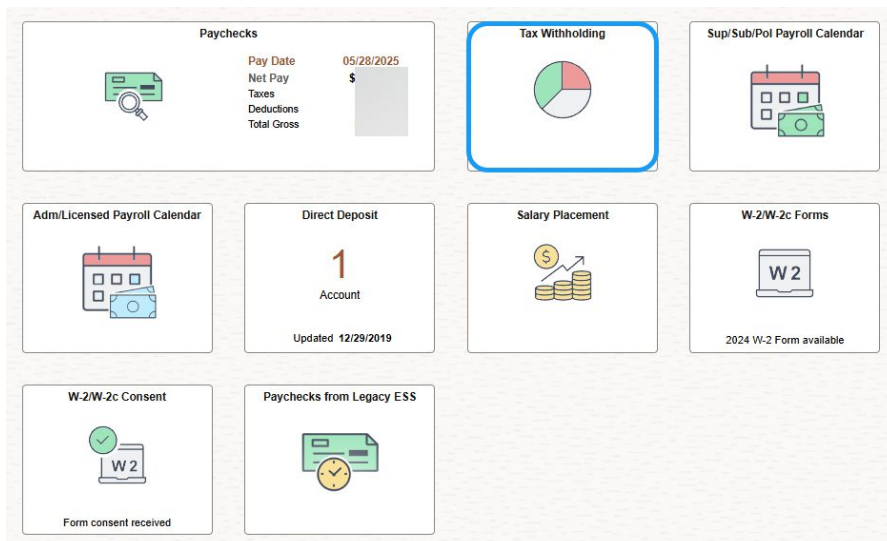 Paychecks
Pay Date 05/28/2025
Net Pay $
Taxes
Deductions
Total Gross
Tax Withholding
Sup/Sub/Pol Payroll Calendar
Adm/Licensed Payroll Calendar
Direct Deposit
1
Account
Updated 12/29/2019
Salary Placement
$
W-2/W-2c Forms
W 2
2024 W-2 Form available
W-2/W-2c Consent
W 2
Form consent received
Paychecks from Legacy ESS